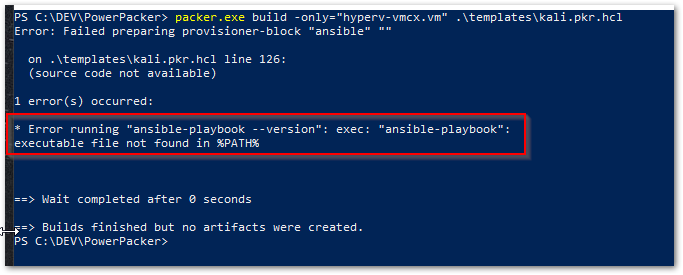 PS C:\DEV\PowerPacker> packer.exe build -only="hyperv-vmcx.vm" .\templates\kali.pkr.hcl
Error: Failed preparing provisioner-block "ansible" ""
on .\templates\kali.pkr.hcl line 126:
(source code not available)
1 error(s) occurred:
* Error running "ansible-playbook --version": exec: "ansible-playbook":
executable file not found in %PATH%
==> Wait completed after 0 seconds
==> Builds finished but no artifacts were created.
PS C:\DEV\PowerPacker>